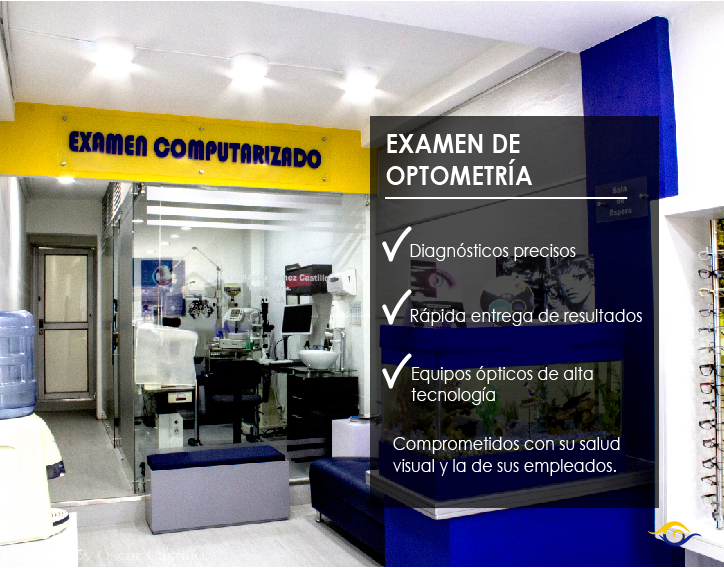 EXAMEN COMPUTARIZADO
EXAMEN DE
OPTOMETRÍA
Sala
de
Espera
Diagnósticos precisos
Rápida entrega de resultados
Equipos ópticos de alta
tecnología
Comprometidos con su salud
visual y la de sus empleados.